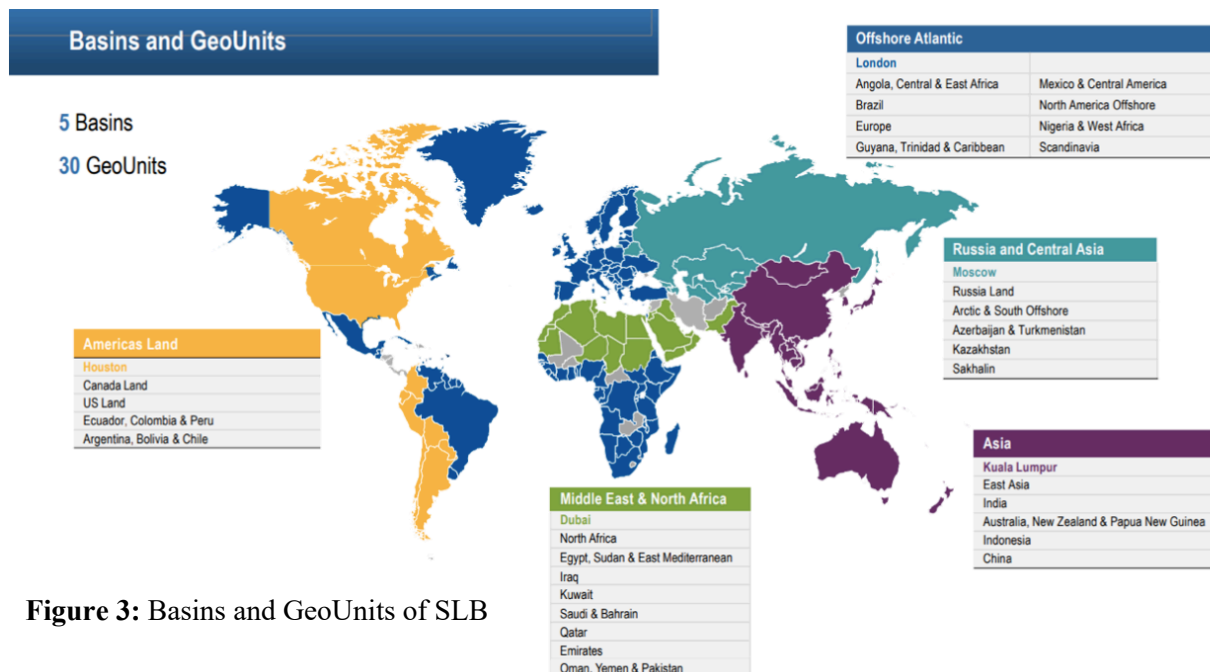 Basins and GeoUnits
5 Basins
30 GeoUnits
Offshore Atlantic
London
Angola, Central & East Africa Mexico & Central America
Brazil North America Offshore
Europe Nigeria & West Africa
Guyana, Trinidad & Caribbean Scandinavia
Russia and Central Asia
Moscow
Russia Land
Arctic & South Offshore
Azerbaijan & Turkmenistan
Kazakhstan
Sakhalin
Americas Land
Houston
Canada Land
US Land
Ecuador, Colombia & Peru
Argentina, Bolivia & Chile
Asia
Kuala Lumpur
East Asia
India
Australia, New Zealand & Papua New Guinea
Indonesia
China
Middle East & North Africa
Dubai
North Africa
Egypt, Sudan & East Mediterranean
Iraq
Kuwait
Saudi & Bahrain
Qatar
Emirates
Oman, Yemen & Pakistan
Figure 3: Basins and GeoUnits of SLB